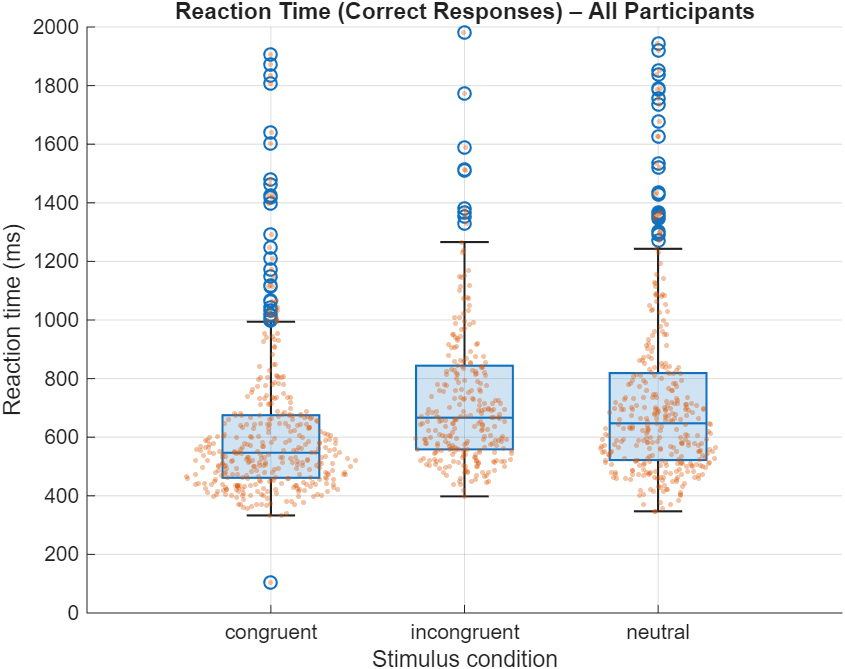 Reaction Time (Correct Responses) – All Participants
2000
1800
1600
1400
1200
1000
800
600
400
200
0
Reaction time (ms)
congruent incongruent neutral
Stimulus condition